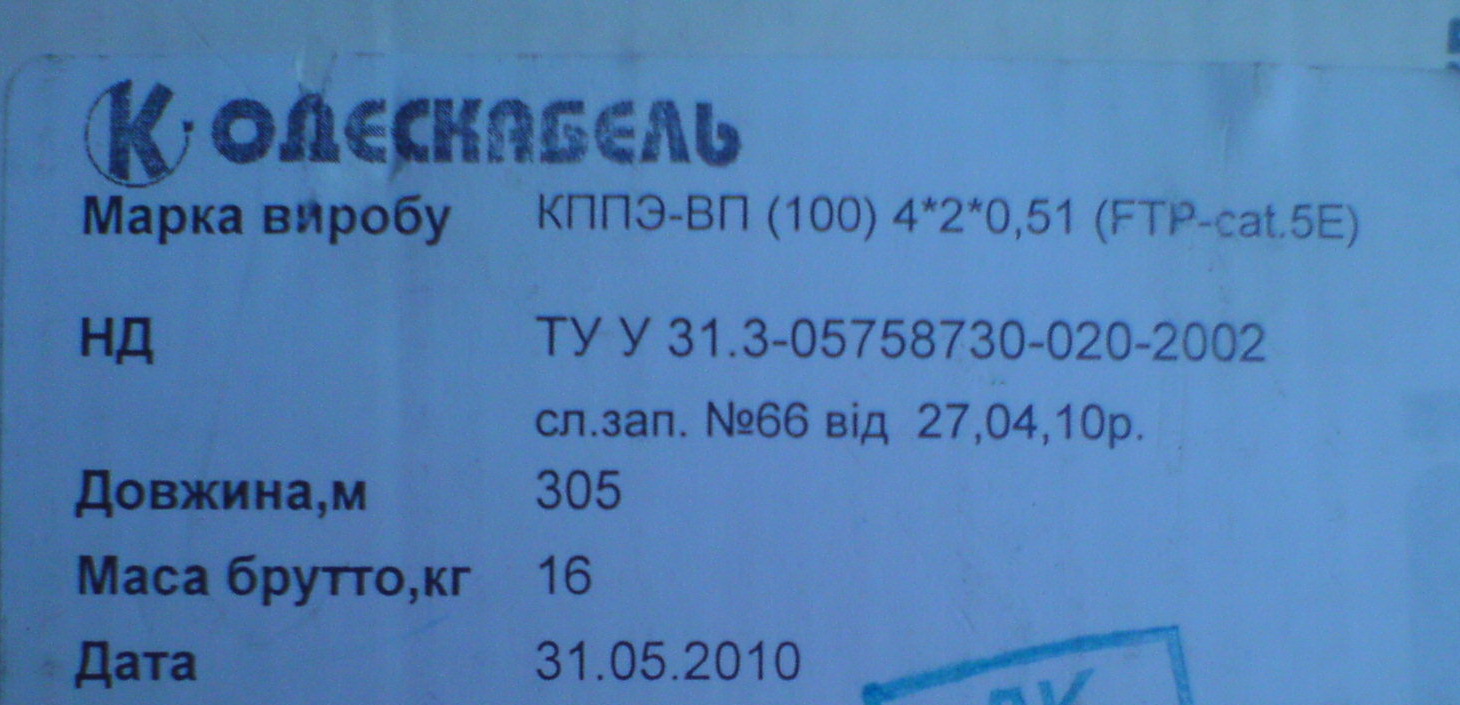 К ОДЕСКАБЕЛЬ
Марка виробу КППЭ-ВП (100) 4*2*0,51 (FTP-cat.5E)
НД ТУ У 31.3-05758730-020-2002
сл.зап. №66 від 27,04,10р.
Довжина,м 305
Маса брутто,кг 16
Дата 31.05.2010